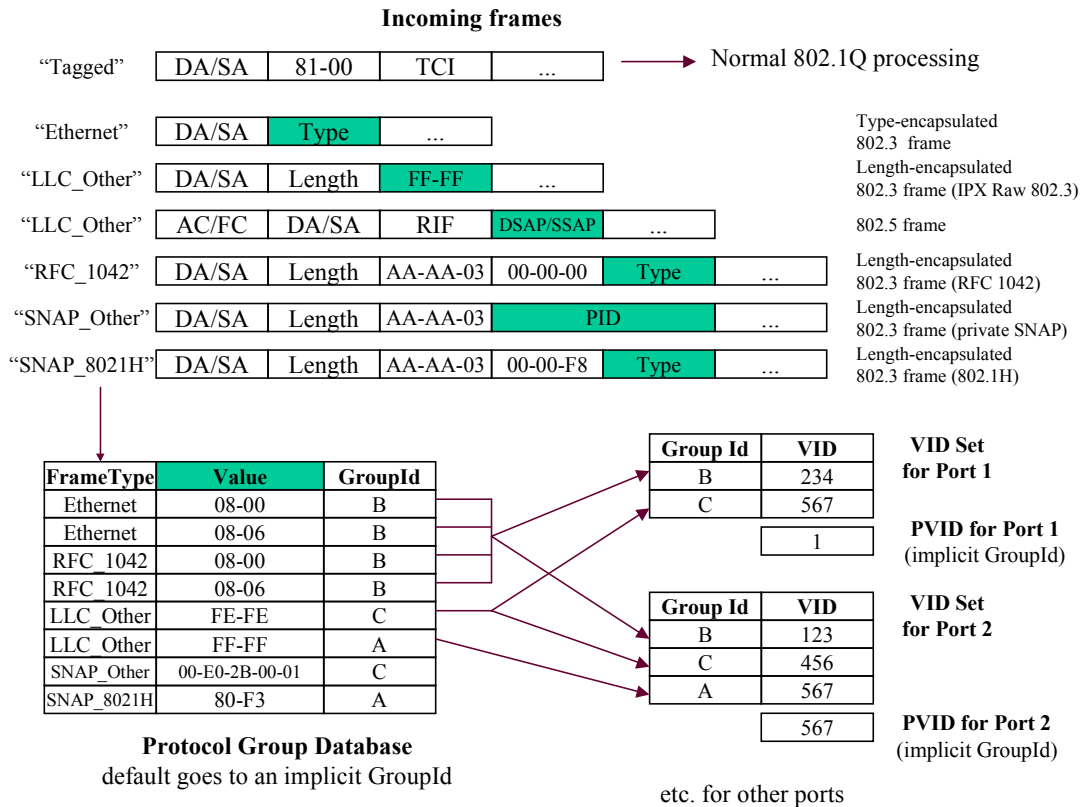 Incoming frames
“Tagged” DA/SA 81-00 TCI ... Normal 802.1Q processing
“Ethernet” DA/SA Type ... Type-encapsulated
802.3 frame
“LLC_Other” DA/SA Length FF-FF ... Length-encapsulated
802.3 frame (IPX Raw 802.3)
“LLC_Other” AC/FC DA/SA RIF DSAP/SSAP ... 802.5 frame
“RFC_1042” DA/SA Length AA-AA-03 00-00-00 Type ... Length-encapsulated
802.3 frame (RFC 1042)
“SNAP_Other” DA/SA Length AA-AA-03 PID ... Length-encapsulated
802.3 frame (private SNAP)
“SNAP_8021H” DA/SA Length AA-AA-03 00-00-F8 Type ... Length-encapsulated
802.3 frame (802.1H)
FrameType Value GroupId
Ethernet 08-00 B
Ethernet 08-06 B
RFC_1042 08-00 B
RFC_1042 08-06 B
LLC_Other FE-FE C
LLC_Other FF-FF A
SNAP_Other 00-E0-2B-00-01 C
SNAP_8021H 80-F3 A
Protocol Group Database
default goes to an implicit GroupId
Group Id VID
B 234
C 567
VID Set
for Port 1
1
PVID for Port 1
(implicit GroupId)
Group Id VID
B 123
C 456
A 567
VID Set
for Port 2
567
PVID for Port 2
(implicit GroupId)
etc. for other ports